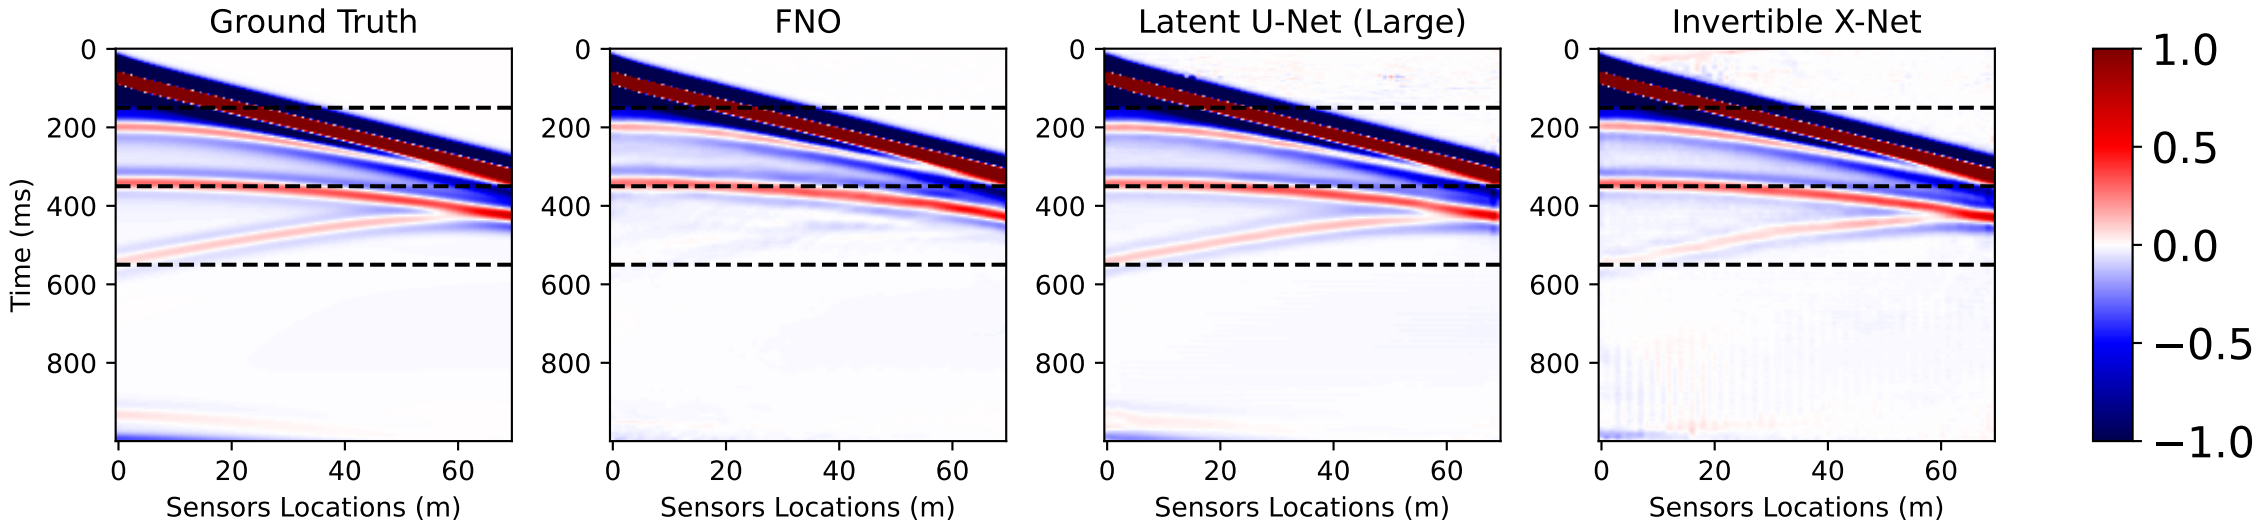 Ground Truth
FNO
Latent U-Net (Large)
Invertible X-Net
0
200
400
600
800
Time (ms)
0 20 40 60
Sensors Locations (m)
0
200
400
600
800
0 20 40 60
Sensors Locations (m)
0
200
400
600
800
0 20 40 60
Sensors Locations (m)
0
200
400
600
800
0 20 40 60
Sensors Locations (m)
1.0
0.5
0.0
−0.5
−1.0